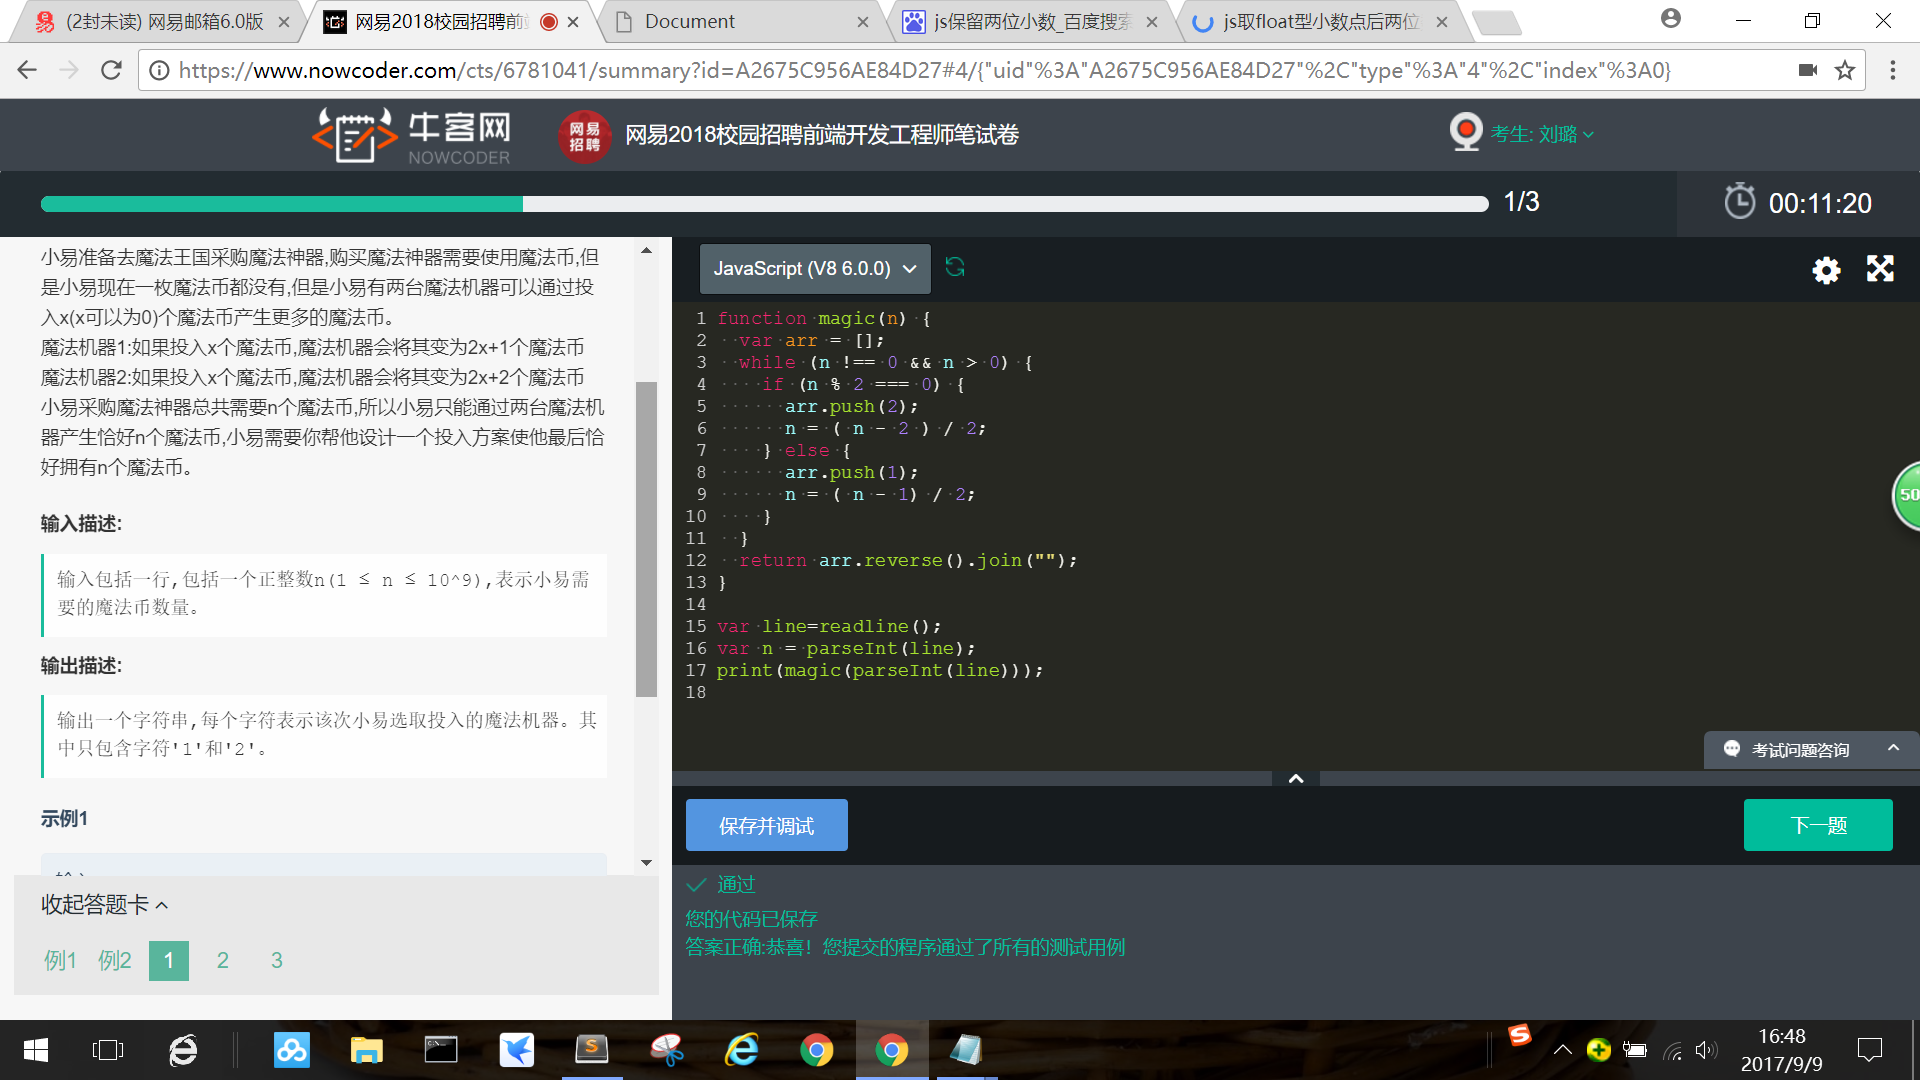 (2封未读) 网易邮箱6.0版
网易2018校园招聘前
Document
js保留两位小数_百度搜索
js取float型小数点后两位
https://www.nowcoder.com/cts/6781041/summary?id=A2675C956AE84D27#4/{"uid"%3A"A2675C956AE84D27"%2C"type"%3A"4"%2C"index"%3A0}
牛客网
NOWCODER
网易
招聘
网易2018校园招聘前端开发工程师笔试卷
考生: 刘璐
1/3
00:11:20
小易准备去魔法王国采购魔法神器,购买魔法神器需要使用魔法币,但
是小易现在一枚魔法币都没有,但是小易有两台魔法机器可以通过投
入x(x可以为0)个魔法币产生更多的魔法币。
魔法机器1:如果投入x个魔法币,魔法机器会将其变为2x+1个魔法币
魔法机器2:如果投入x个魔法币,魔法机器会将其变为2x+2个魔法币
小易采购魔法神器总共需要n个魔法币,所以小易只能通过两台魔法机
器产生恰好n个魔法币,小易需要你帮他设计一个投入方案使他最后恰
好拥有n个魔法币。
输入描述:
输入包括一行,包括一个正整数n(1 ≤ n ≤ 10^9),表示小易需
要的魔法币数量。
输出描述:
输出一个字符串,每个字符表示该次小易选取投入的魔法机器。其
中只包含字符'1'和'2'。
示例1
收起答题卡
例1 例2 1 2 3
JavaScript (V8 6.0.0)
1 function magic(n) {
2 var arr = [];
3 while (n !== 0 && n > 0) {
4 if (n % 2 === 0) {
5 arr.push(2);
6 n = ( n - 2 ) / 2;
7 } else {
8 arr.push(1);
9 n = ( n - 1) / 2;
10 }
11 }
12 return arr.reverse().join("");
13 }
14
15 var line=readline();
16 var n = parseInt(line);
17 print(magic(parseInt(line)));
18
50
考试问题咨询
保存并调试
下一题
通过
您的代码已保存
答案正确:恭喜！您提交的程序通过了所有的测试用例
16:48
2017/9/9